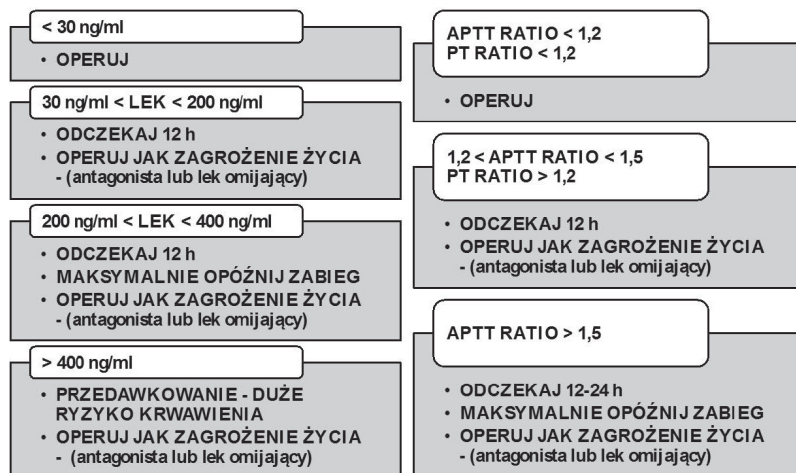 < 30 ng/ml
• OPERUJ
30 ng/ml < LEK < 200 ng/ml
• ODCZEKAJ 12 h
• OPERUJ JAK ZAGROŻENIE ŻYCIA
- (antagonista lub lek omijający)
200 ng/ml < LEK < 400 ng/ml
• ODCZEKAJ 12h
• MAKSYMALNIE OPÓŹNIJ ZABIEG
• OPERUJ JAK ZAGROŻENIE ŻYCIA
- (antagonista lub lek omijający)
> 400 ng/ml
• PRZEDAWKOWANIE - DUŻE
RYZYKO KRWAWIENIA
• OPERUJ JAK ZAGROŻENIE ŻYCIA
- (antagonista lub lek omijający)
APTT RATIO < 1,2
PT RATIO < 1,2
• OPERUJ
1,2 < APTT RATIO < 1,5
PT RATIO > 1,2
• ODCZEKAJ 12h
• OPERUJ JAK ZAGROŻENIE ŻYCIA
- (antagonista lub lek omijający)
APTT RATIO > 1,5
• ODCZEKAJ 12-24 h
• MAKSYMALNIE OPÓŹNIJ ZABIEG
• OPERUJ JAK ZAGROŻENIE ŻYCIA
- (antagonista lub lek omijający)